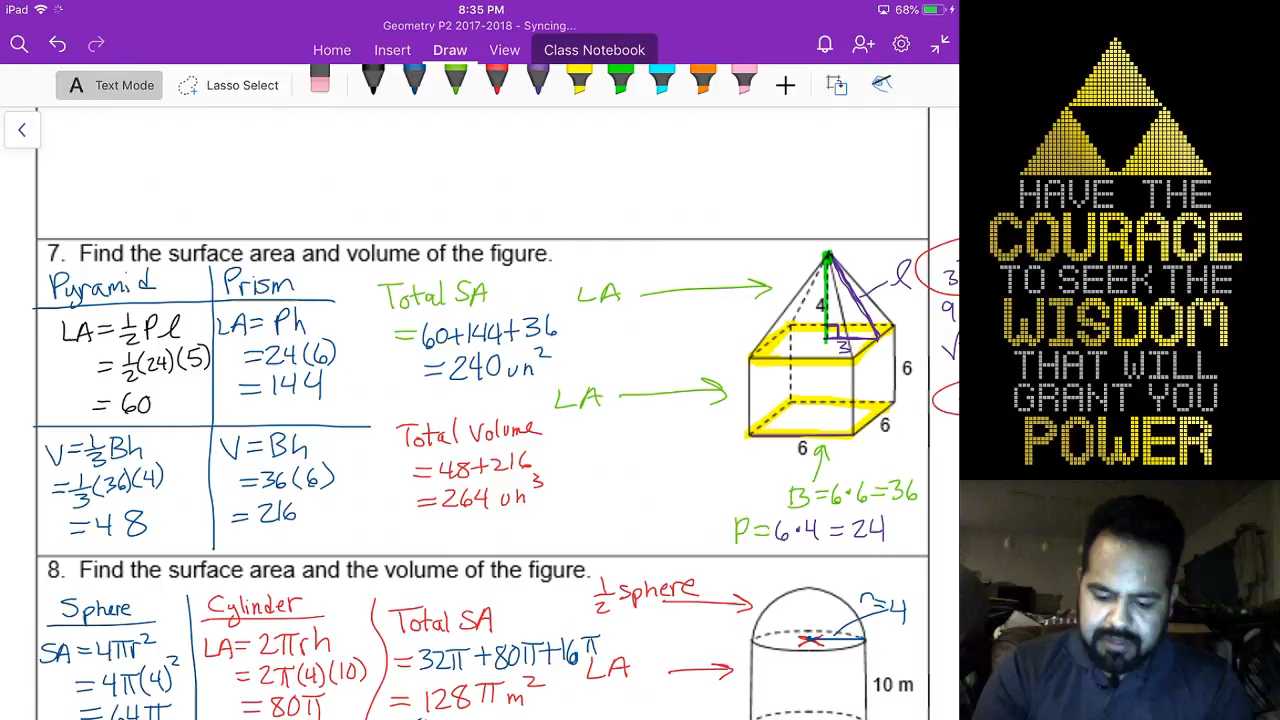 iPad
8:35 PM
68%
Geometry P2 2017-2018 - Syncing...
Home Insert Draw View Class Notebook
A Text Mode Lasso Select
7. Find the surface area and volume of the figure.
Pyramid Prism
LA = ½Pl
= ½(24)(5)
= 60
LA = Ph
= 24(6)
= 144
V = ⅓Bh
= ⅓(36)(4)
= 48
V = Bh
= 36(6)
= 216
Total SA
= 60+144+36
= 240 un²
Total Volume
= 48+216
= 264 un³
LA
LA
l
4
3
6
6
6
B = 6•6 = 36
P = 6•4 = 24
3
9
√
8. Find the surface area and the volume of the figure.
Sphere
SA = 4πr²
= 4π(4)²
= 64π
Cylinder
LA = 2πrh
= 2π(4)(10)
= 80π
Total SA
= 32π+80π+16π
= 128πm²
½ sphere
LA
r=4
10 m
HAVE THE
COURAGE
TO SEEK THE
WISDOM
THAT WILL
GRANT YOU
POWER